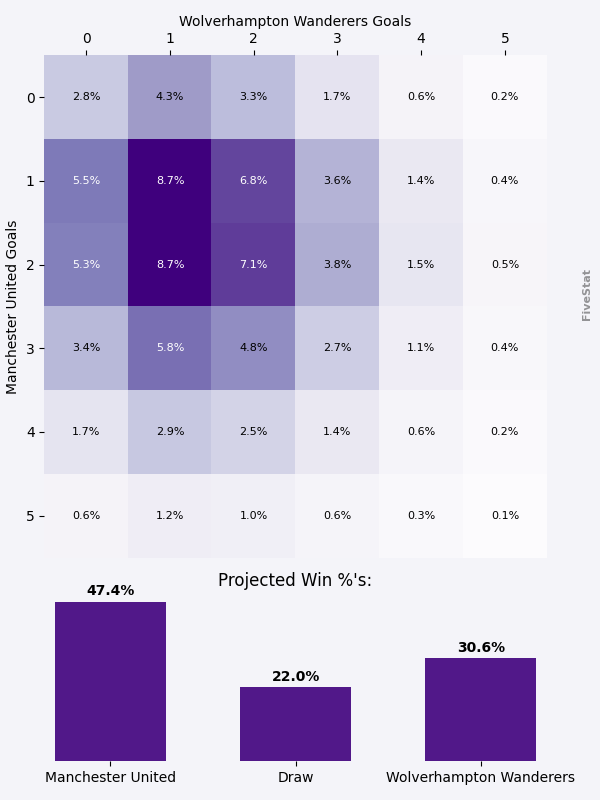 Wolverhampton Wanderers Goals
0 1 2 3 4 5
0 2.8% 4.3% 3.3% 1.7% 0.6% 0.2%
1 5.5% 8.7% 6.8% 3.6% 1.4% 0.4%
2 5.3% 8.7% 7.1% 3.8% 1.5% 0.5%
3 3.4% 5.8% 4.8% 2.7% 1.1% 0.4%
4 1.7% 2.9% 2.5% 1.4% 0.6% 0.2%
5 0.6% 1.2% 1.0% 0.6% 0.3% 0.1%
Manchester United Goals
FiveStat
Projected Win %'s:
47.4%
22.0%
30.6%
Manchester United
Draw
Wolverhampton Wanderers